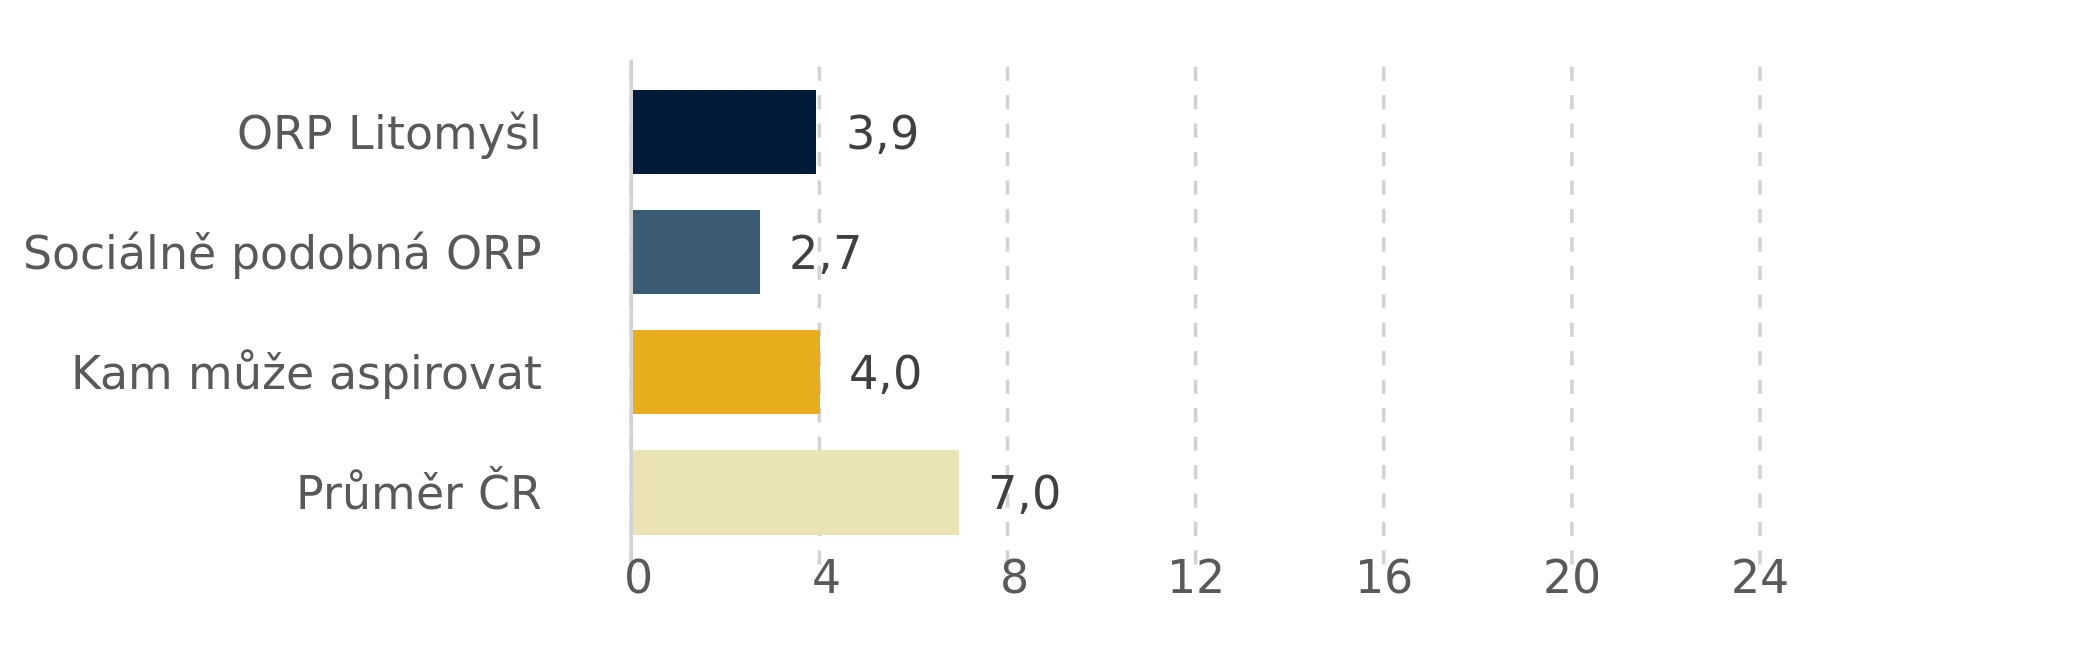 ORP Litomyšl 3,9
Sociálně podobná ORP 2,7
Kam může aspirovat 4,0
Průměr ČR 7,0
0 4 8 12 16 20 24